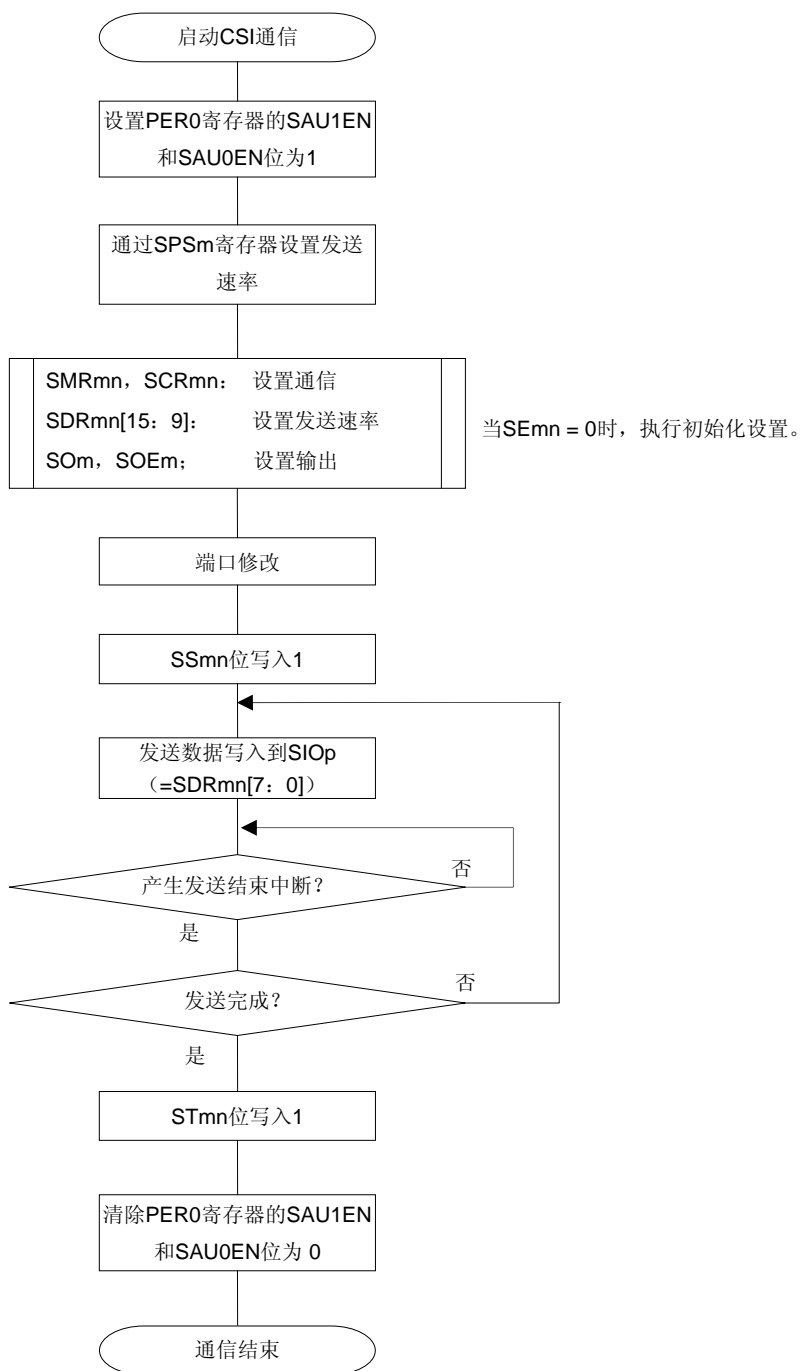 启动CSI通信
设置PER0寄存器的SAU1EN
和SAU0EN位为1
通过SPSm寄存器设置发送
速率
SMRmn，SCRmn： 设置通信
SDRmn[15：9]： 设置发送速率
SOm，SOEm； 设置输出
当SEmn = 0时，执行初始化设置。
端口修改
SSmn位写入1
发送数据写入到SIOp
（=SDRmn[7：0]）
产生发送结束中断？
否
是
发送完成？
否
是
STmn位写入1
清除PER0寄存器的SAU1EN
和SAU0EN位为 0
通信结束